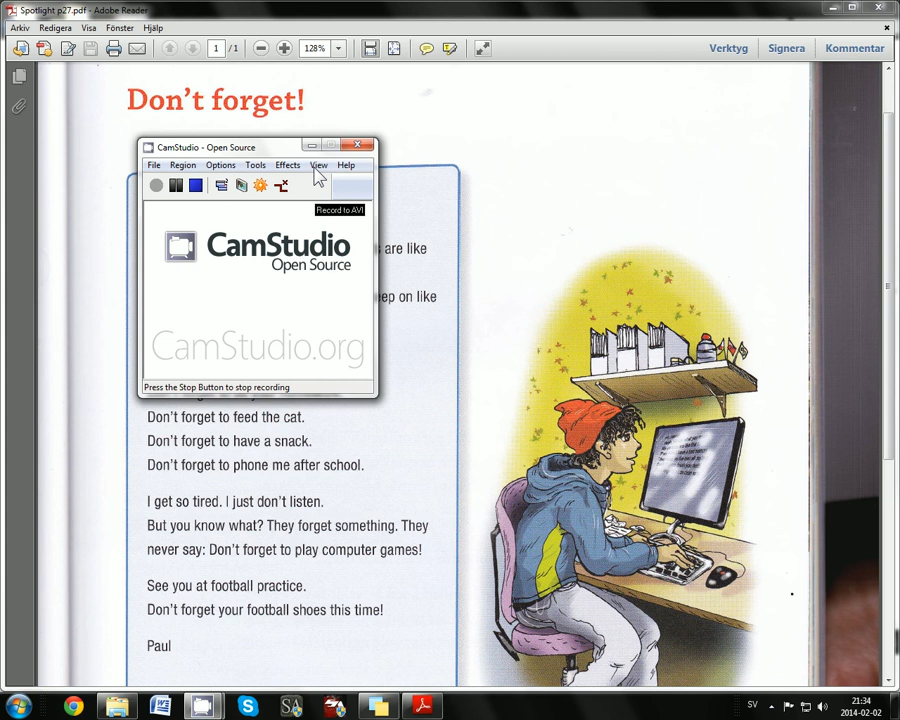 Spotlight p27.pdf - Adobe Reader
Arkiv Redigera Visa Fönster Hjälp
1 / 1 128% Verktyg Signera Kommentar
Don't forget!
CamStudio - Open Source
File Region Options Tools Effects View Help
Record to AVI
CamStudio
Open Source
CamStudio.org
Press the Stop Button to stop recording
are like
on like
Don't forget to feed the cat.
Don't forget to have a snack.
Don't forget to phone me after school.
I get so tired. I just don't listen.
But you know what? They forget something. They
never say: Don't forget to play computer games!
See you at football practice.
Don't forget your football shoes this time!
Paul
SV 21:34
2014-02-02